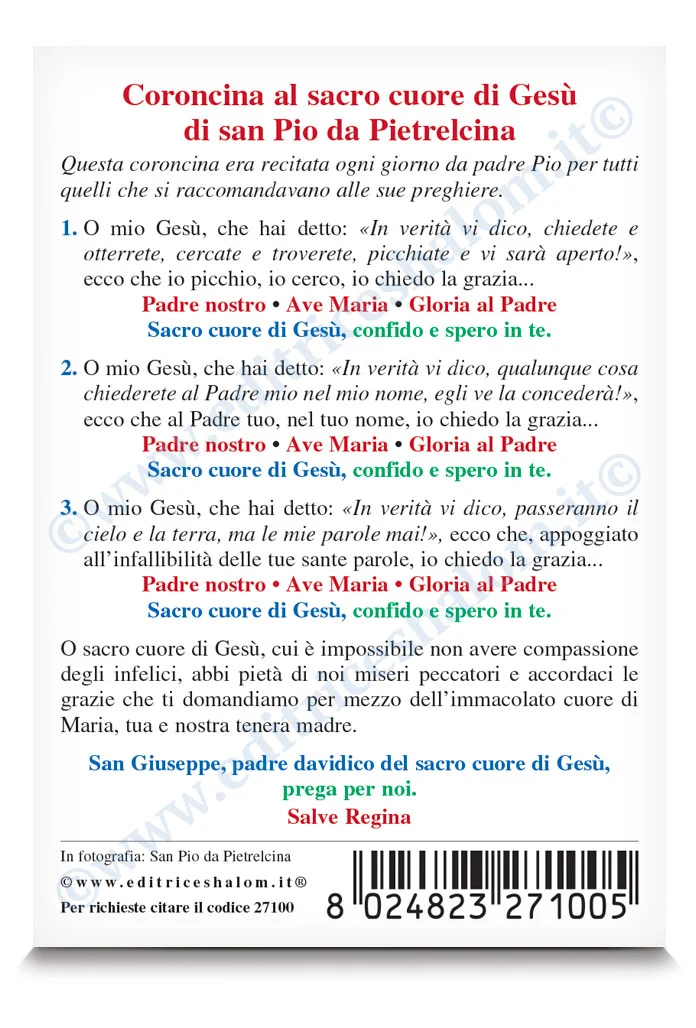 Coroncina al sacro cuore di Gesù
di san Pio da Pietrelcina
Questa coroncina era recitata ogni giorno da padre Pio per tutti
quelli che si raccomandavano alle sue preghiere.
1. O mio Gesù, che hai detto: «In verità vi dico, chiedete e
otterrete, cercate e troverete, picchiate e vi sarà aperto!»,
ecco che io picchio, io cerco, io chiedo la grazia...
Padre nostro • Ave Maria • Gloria al Padre
Sacro cuore di Gesù, confido e spero in te.
2. O mio Gesù, che hai detto: «In verità vi dico, qualunque cosa
chiederete al Padre mio nel mio nome, egli ve la concederà!»,
ecco che al Padre tuo, nel tuo nome, io chiedo la grazia...
Padre nostro • Ave Maria • Gloria al Padre
Sacro cuore di Gesù, confido e spero in te.
3. O mio Gesù, che hai detto: «In verità vi dico, passeranno il
cielo e la terra, ma le mie parole mai!», ecco che, appoggiato
all’infallibilità delle tue sante parole, io chiedo la grazia...
Padre nostro • Ave Maria • Gloria al Padre
Sacro cuore di Gesù, confido e spero in te.
O sacro cuore di Gesù, cui è impossibile non avere compassione
degli infelici, abbi pietà di noi miseri peccatori e accordaci le
grazie che ti domandiamo per mezzo dell’immacolato cuore di
Maria, tua e nostra tenera madre.
San Giuseppe, padre davidico del sacro cuore di Gesù,
prega per noi.
Salve Regina
In fotografia: San Pio da Pietrelcina
©www.editriceshalom.it®
Per richieste citare il codice 27100
8 024823 271005
©www.editriceshalom.it©
©www.editriceshalom.it©